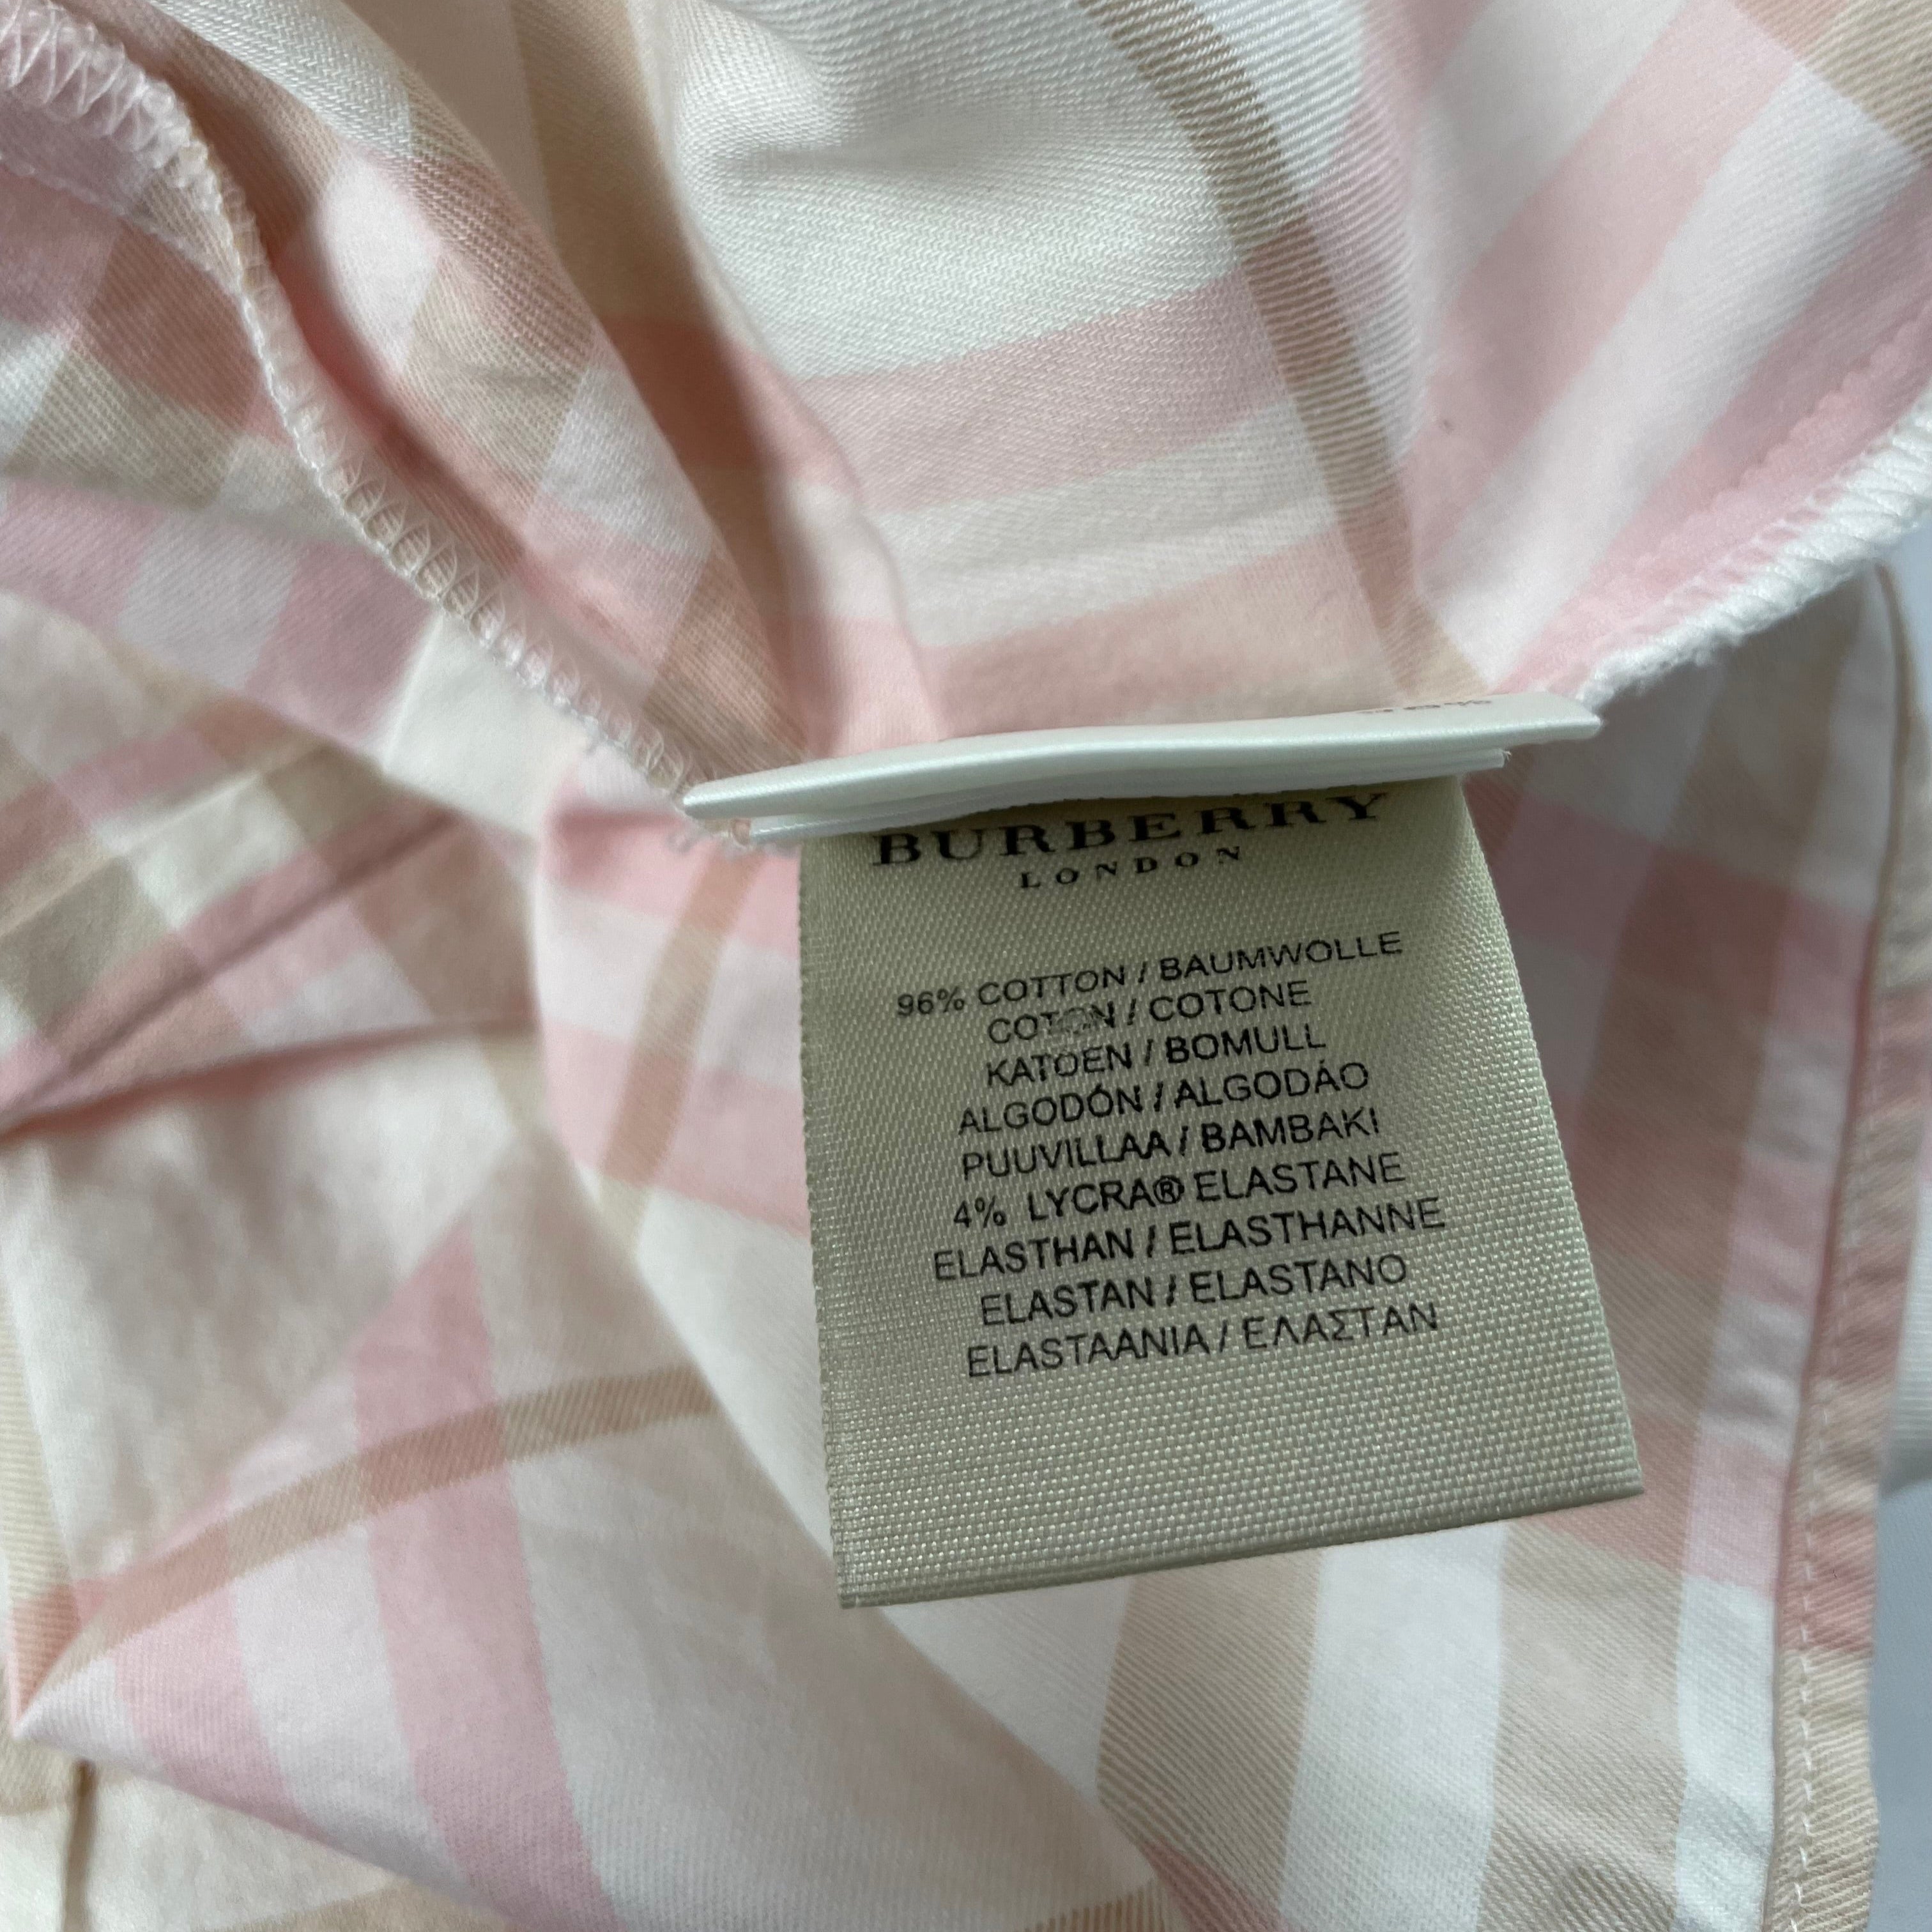 BURBERRY
LONDON
96% COTTON / BAUMWOLLE
COTON / COTONE
KATOEN / BOMULL
ALGODÓN / ALGODÁO
PUUVILLAA / BAMBAKI
4% LYCRA® ELASTANE
ELASTHAN / ELASTHANNE
ELASTAN / ELASTANO
ELASTAANIA / ΕΛΑΣΤΑΝ